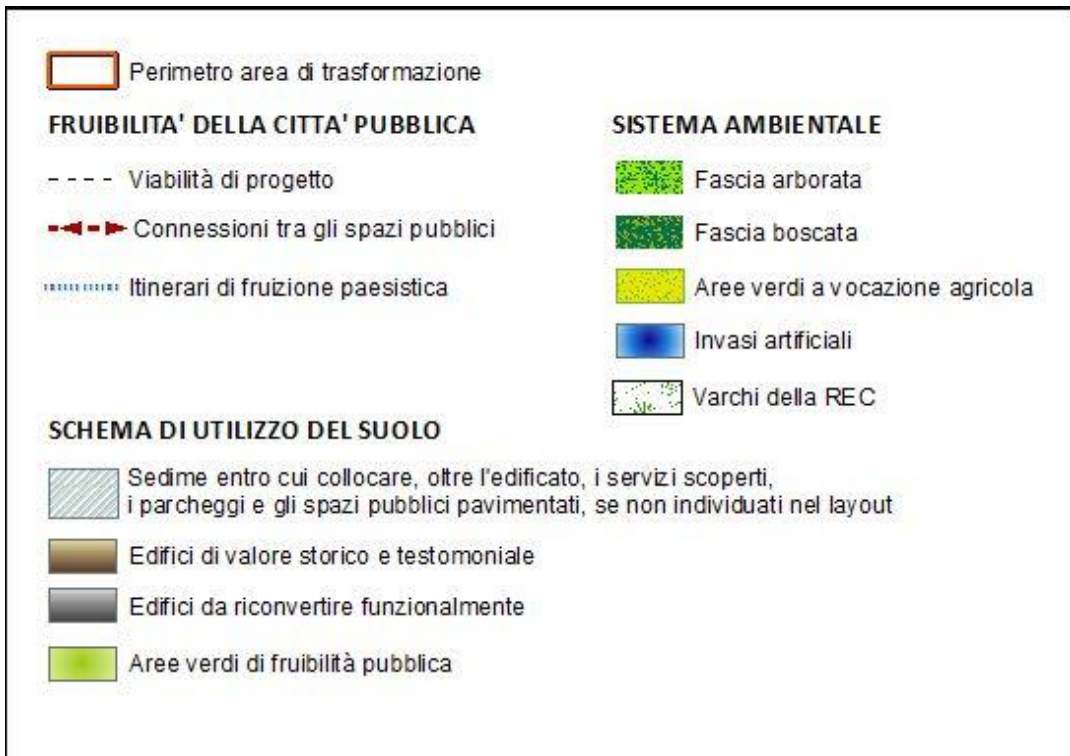 Perimetro area di trasformazione
FRUIBILITA' DELLA CITTA' PUBBLICA
Viabilità di progetto
Connessioni tra gli spazi pubblici
Itinerari di fruizione paesistica
SISTEMA AMBIENTALE
Fascia arborata
Fascia boscata
Aree verdi a vocazione agricola
Invasi artificiali
Varchi della REC
SCHEMA DI UTILIZZO DEL SUOLO
Sedime entro cui collocare, oltre l'edificato, i servizi scoperti,
i parcheggi e gli spazi pubblici pavimentati, se non individuati nel layout
Edifici di valore storico e testomoniale
Edifici da riconvertire funzionalmente
Aree verdi di fruibilità pubblica